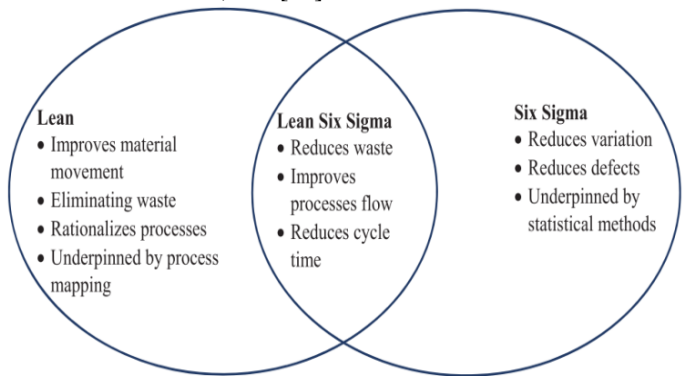 Lean
• Improves material
movement
• Eliminating waste
• Rationalizes processes
• Underpinned by process
mapping
Lean Six Sigma
• Reduces waste
• Improves
processes flow
• Reduces cycle
time
Six Sigma
• Reduces variation
• Reduces defects
• Underpinned by
statistical methods